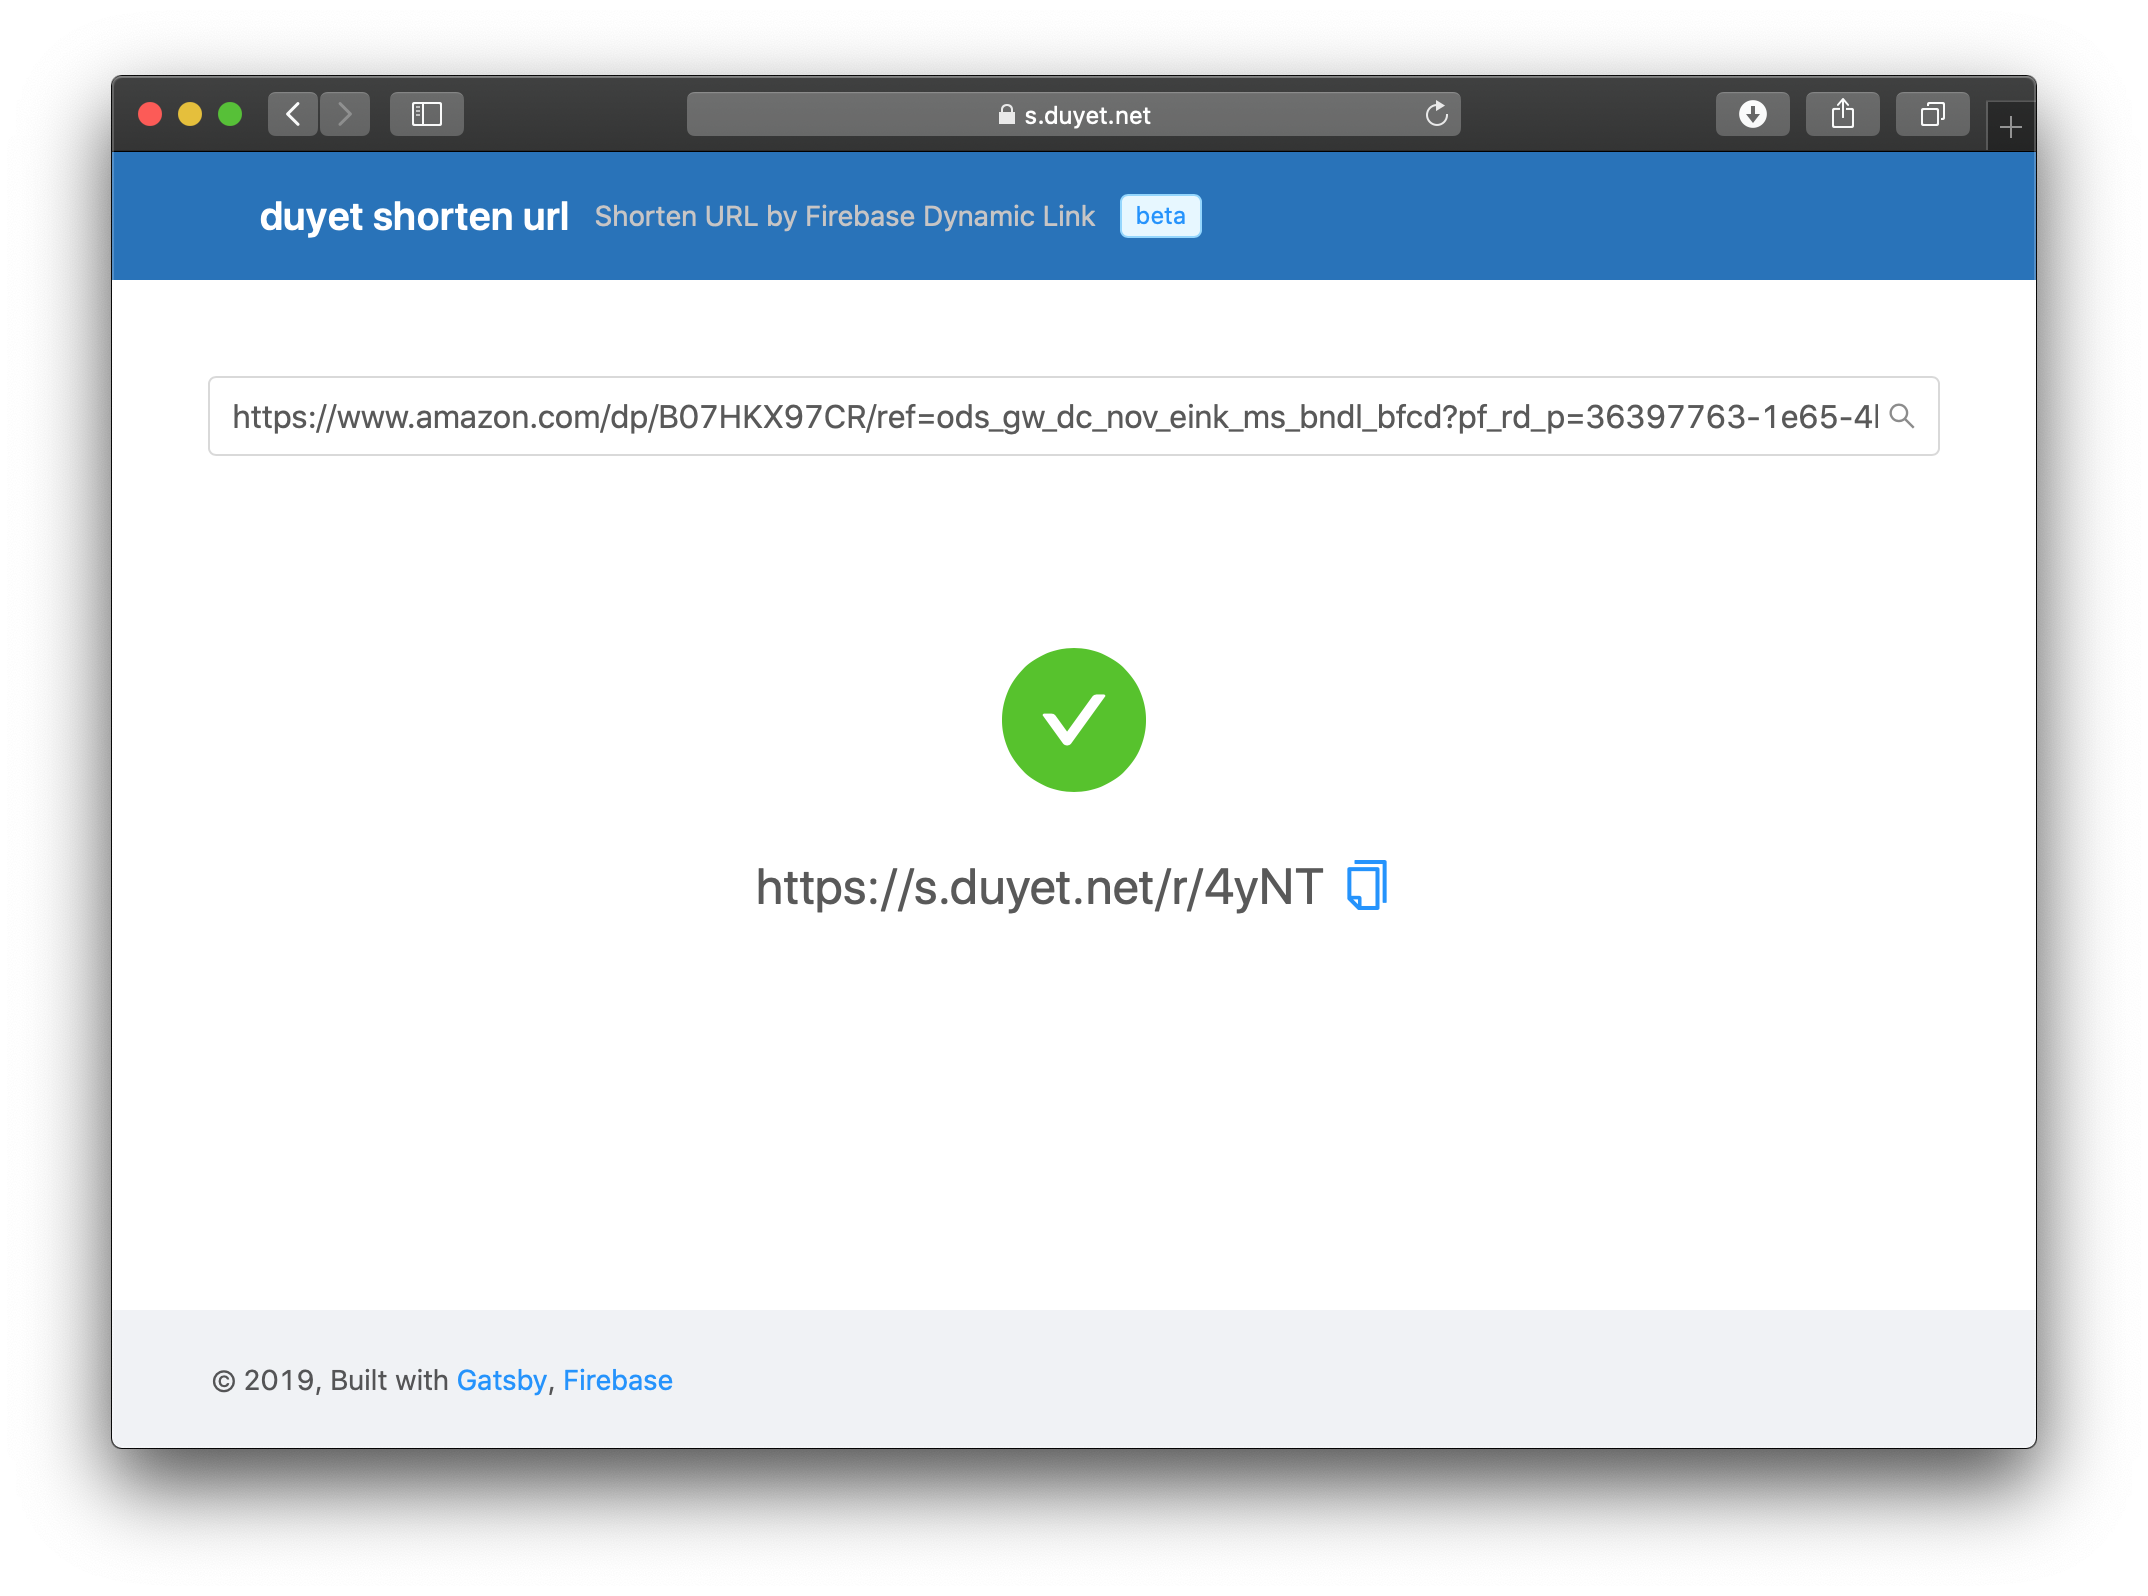 s.duyet.net
duyet shorten url Shorten URL by Firebase Dynamic Link beta
https://www.amazon.com/dp/B07HKX97CR/ref=ods_gw_dc_nov_eink_ms_bndl_bfcd?pf_rd_p=36397763-1e65-4
https://s.duyet.net/r/4yNT
© 2019, Built with Gatsby, Firebase